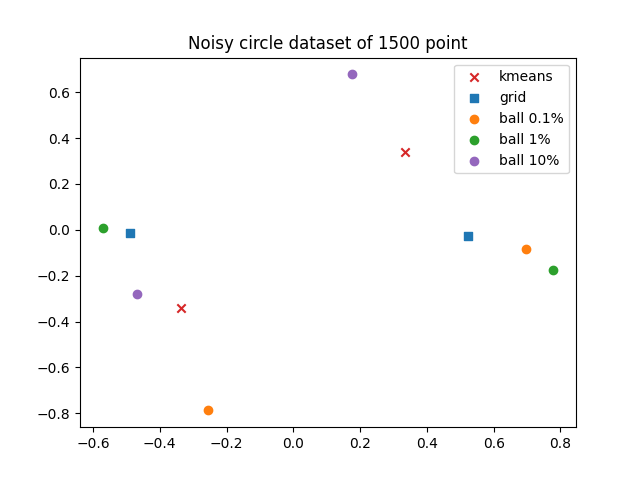 Noisy circle dataset of 1500 point
kmeans
grid
ball 0.1%
ball 1%
ball 10%
0.6
0.4
0.2
0.0
−0.2
−0.4
−0.6
−0.8
−0.6 −0.4 −0.2 0.0 0.2 0.4 0.6 0.8